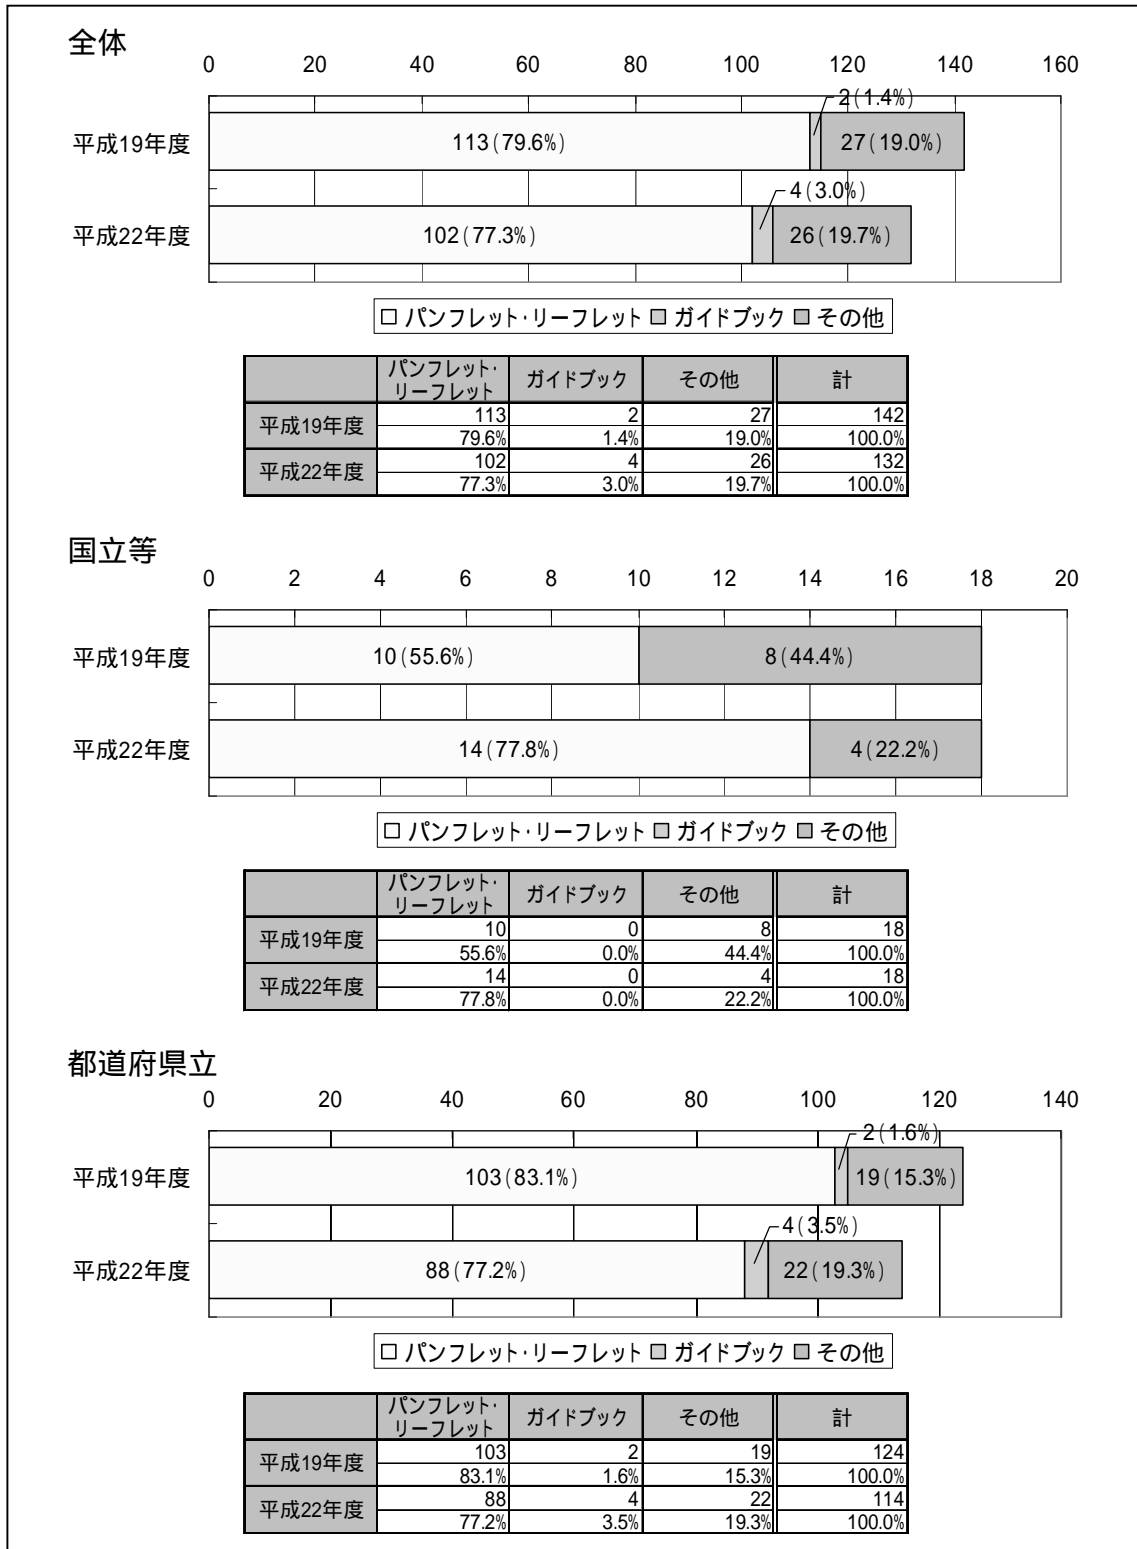 全体
0 20 40 60 80 100 120 140 160
2(1.4%)
平成19年度 113(79.6%) 27(19.0%)
4(3.0%)
平成22年度 102(77.3%) 26(19.7%)
□ パンフレット・リーフレット ■ ガイドブック ■ その他
パンフレット・
リーフレット ガイドブック その他 計
平成19年度 113 2 27 142
79.6% 1.4% 19.0% 100.0%
平成22年度 102 4 26 132
77.3% 3.0% 19.7% 100.0%
国立等
0 2 4 6 8 10 12 14 16 18 20
平成19年度 10(55.6%) 8(44.4%)
平成22年度 14(77.8%) 4(22.2%)
□ パンフレット・リーフレット ■ ガイドブック ■ その他
パンフレット・
リーフレット ガイドブック その他 計
平成19年度 10 0 8 18
55.6% 0.0% 44.4% 100.0%
平成22年度 14 0 4 18
77.8% 0.0% 22.2% 100.0%
都道府県立
0 20 40 60 80 100 120 140
2(1.6%)
平成19年度 103(83.1%) 19(15.3%)
4(3.5%)
平成22年度 88(77.2%) 22(19.3%)
□ パンフレット・リーフレット ■ ガイドブック ■ その他
パンフレット・
リーフレット ガイドブック その他 計
平成19年度 103 2 19 124
83.1% 1.6% 15.3% 100.0%
平成22年度 88 4 22 114
77.2% 3.5% 19.3% 100.0%